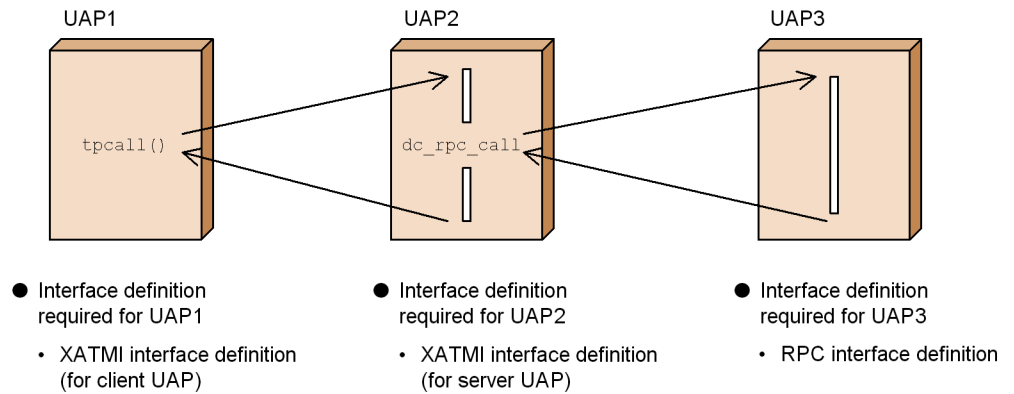 UAP1
UAP2
UAP3
tpcall()
dc_rpc_call
● Interface definition
required for UAP1
• XATMI interface definition
(for client UAP)
● Interface definition
required for UAP2
• XATMI interface definition
(for server UAP)
● Interface definition
required for UAP3
• RPC interface definition